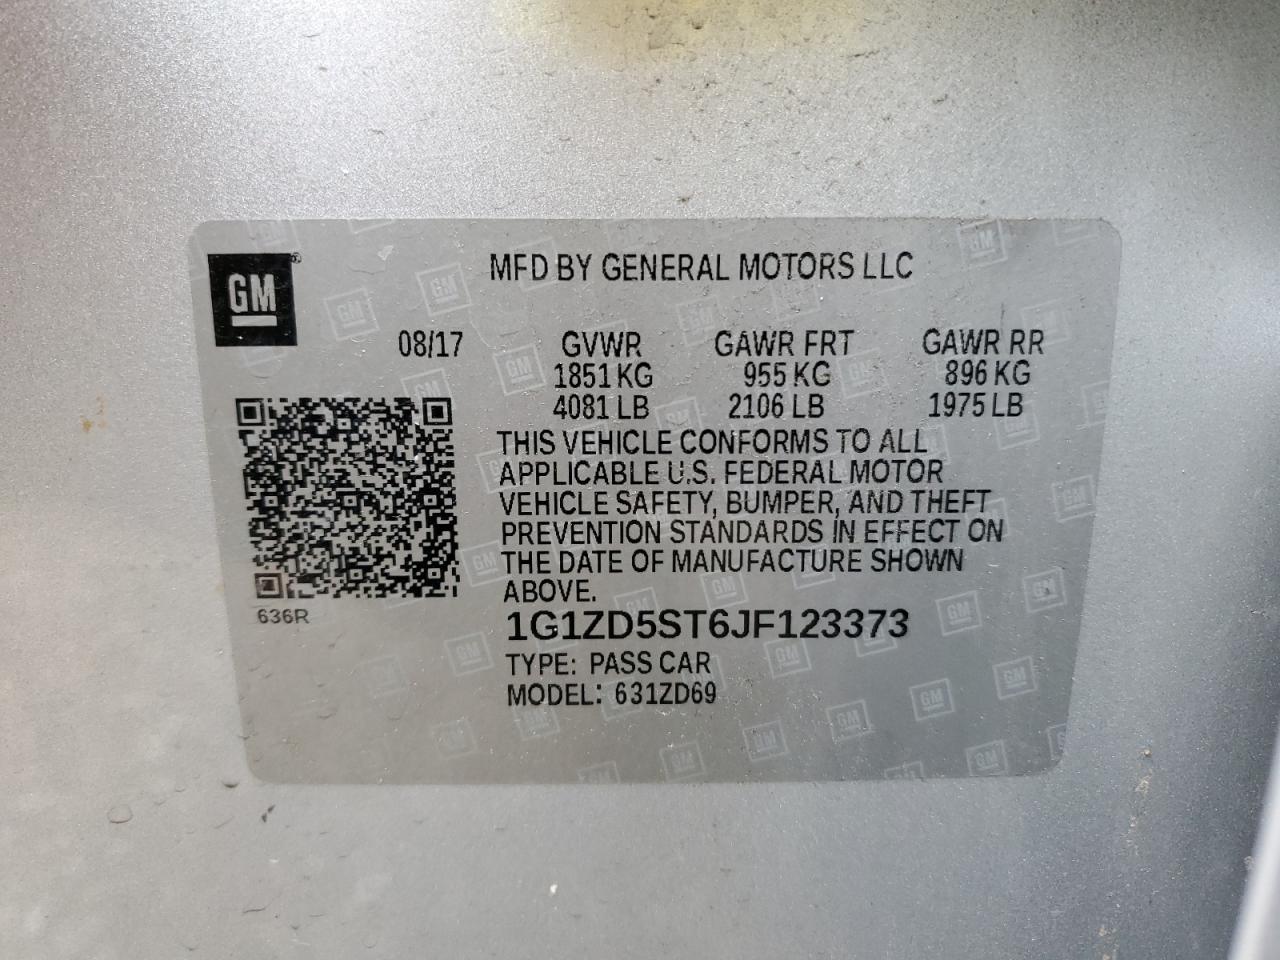 GM®
MFD BY GENERAL MOTORS LLC
08/17 GVWR GAWR FRT GAWR RR
1851 KG 955 KG 896 KG
4081 LB 2106 LB 1975 LB
THIS VEHICLE CONFORMS TO ALL
APPLICABLE U.S. FEDERAL MOTOR
VEHICLE SAFETY, BUMPER, AND THEFT
PREVENTION STANDARDS IN EFFECT ON
THE DATE OF MANUFACTURE SHOWN
ABOVE.
636R
1G1ZD5ST6JF123373
TYPE: PASS CAR
MODEL: 631ZD69